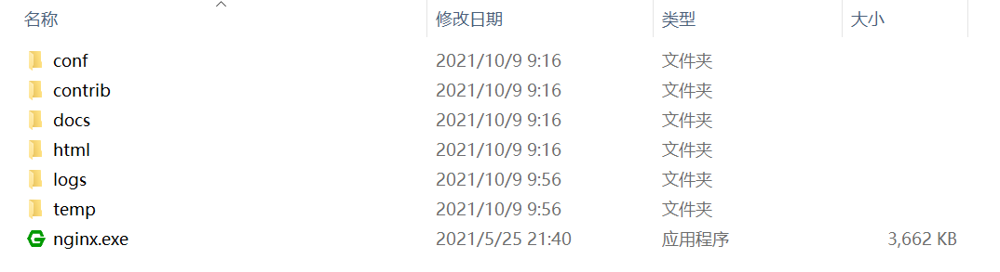 名称 修改日期 类型 大小
conf 2021/10/9 9:16 文件夹
contrib 2021/10/9 9:16 文件夹
docs 2021/10/9 9:16 文件夹
html 2021/10/9 9:16 文件夹
logs 2021/10/9 9:56 文件夹
temp 2021/10/9 9:56 文件夹
nginx.exe 2021/5/25 21:40 应用程序 3,662 KB